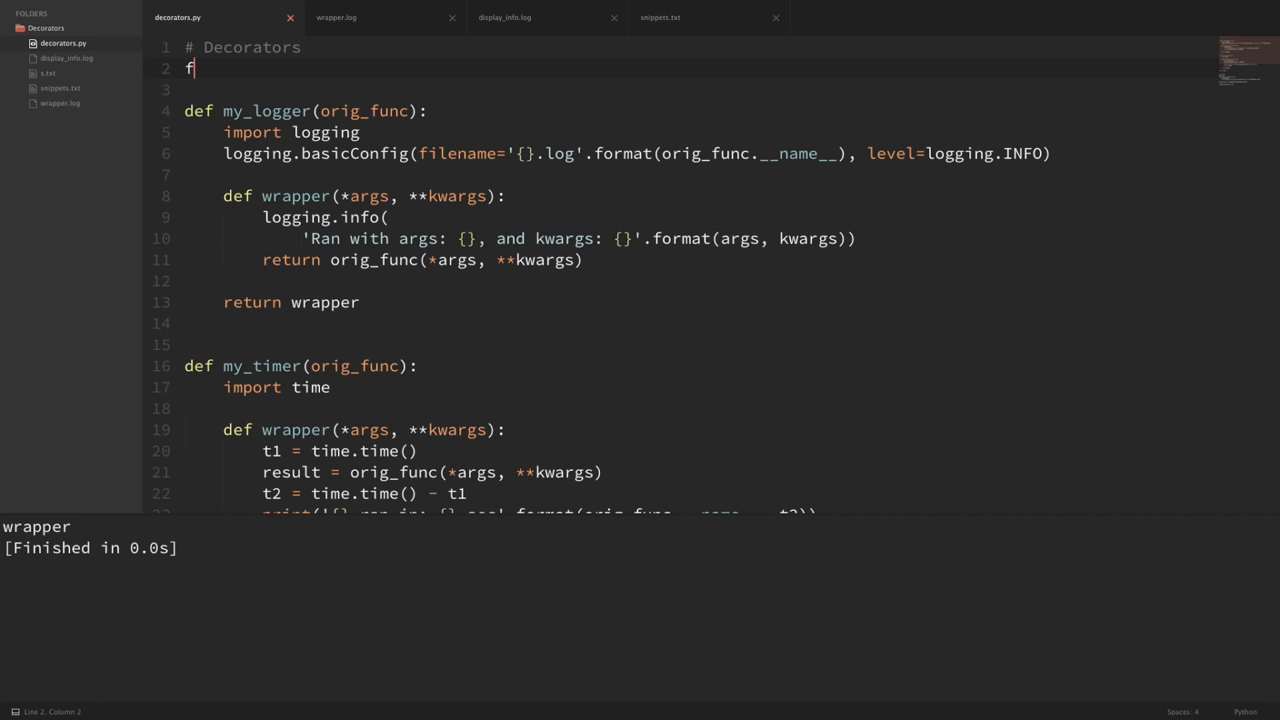 FOLDERS
Decorators
decorators.py
display_info.log
s.txt
snippets.txt
wrapper.log
decorators.py
wrapper.log
display_info.log
snippets.txt
1 # Decorators
2 f
3
4 def my_logger(orig_func):
5     import logging
6     logging.basicConfig(filename='{}.log'.format(orig_func.__name__), level=logging.INFO)
7
8     def wrapper(*args, **kwargs):
9         logging.info(
10             'Ran with args: {}, and kwargs: {}'.format(args, kwargs))
11         return orig_func(*args, **kwargs)
12
13     return wrapper
14
15
16 def my_timer(orig_func):
17     import time
18
19     def wrapper(*args, **kwargs):
20         t1 = time.time()
21         result = orig_func(*args, **kwargs)
22         t2 = time.time() - t1
wrapper
[Finished in 0.0s]
Line 2, Column 2
Spaces: 4
Python